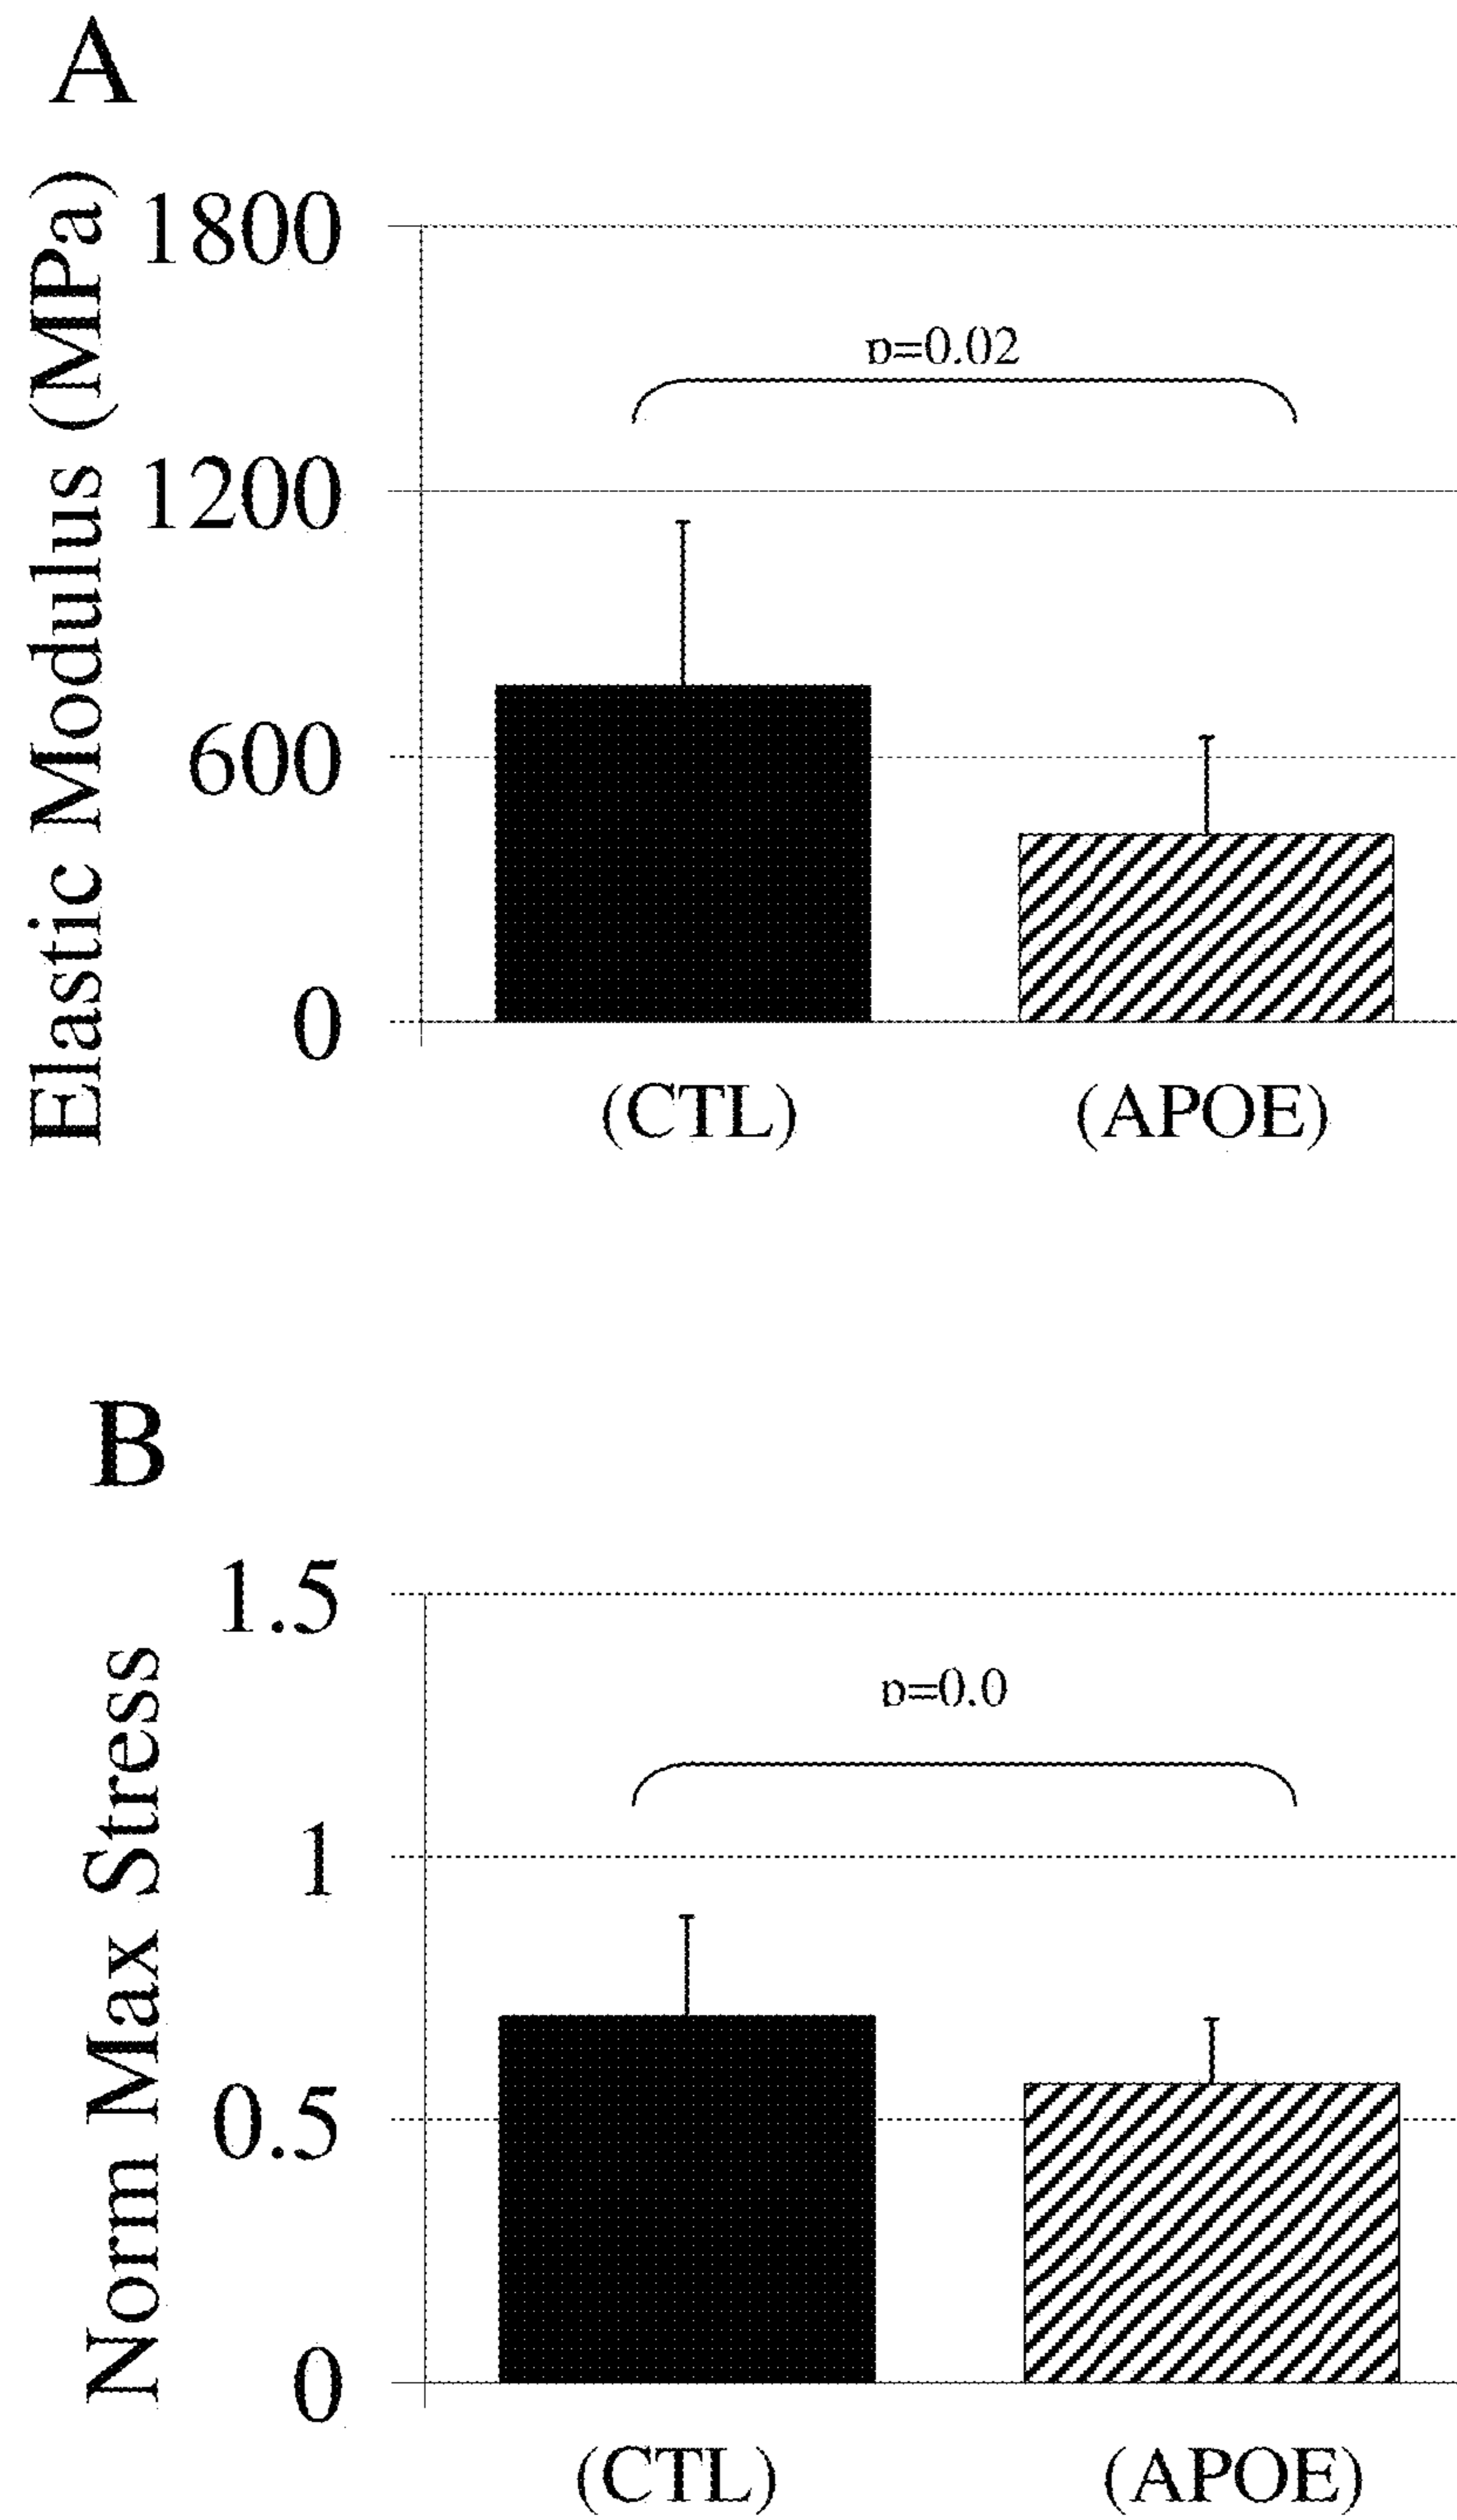 A
Elastic Modulus (MPa)
1800
p=0.02
1200
600
0
(CTL) (APOE)
B
Norm Max Stress
1.5
p=0.0
1
0.5
0
(CTL) (APOE)